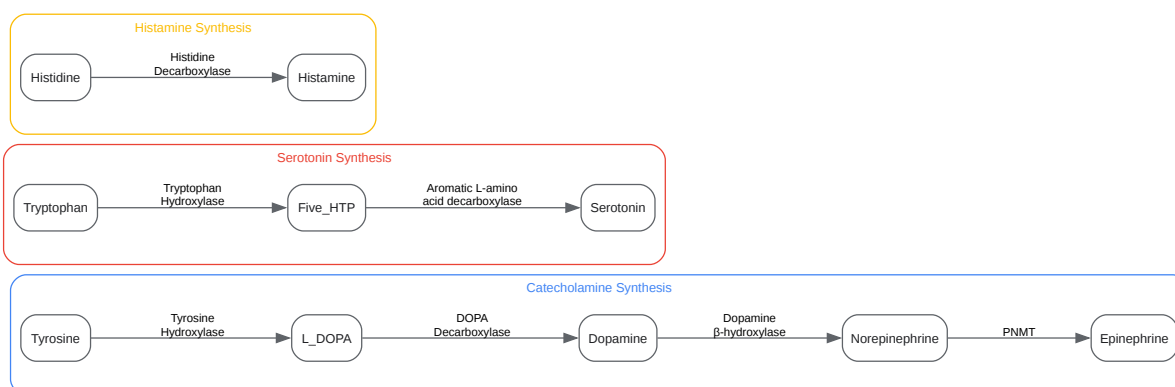 Histamine Synthesis
Histidine
Histidine
Decarboxylase
Histamine
Serotonin Synthesis
Tryptophan
Tryptophan
Hydroxylase
Five_HTP
Aromatic L-amino
acid decarboxylase
Serotonin
Catecholamine Synthesis
Tyrosine
Tyrosine
Hydroxylase
L_DOPA
DOPA
Decarboxylase
Dopamine
Dopamine
β-hydroxylase
Norepinephrine
PNMT
Epinephrine